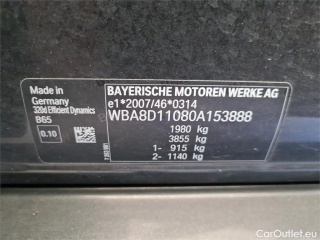 Made in
Germany
320d Efficient Dynamics
B65
0.10
BAYERISCHE MOTOREN WERKE AG
e1*2007/46*0314
WBA8D11080A153888
1980 kg
3855 kg
1- 915 kg
2- 1140 kg
CarOutlet.eu